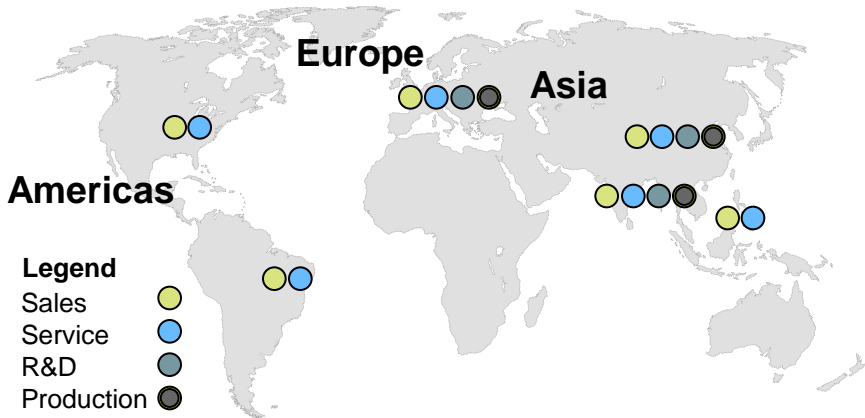 Europe
Asia
Americas
Legend
Sales
Service
R&D
Production